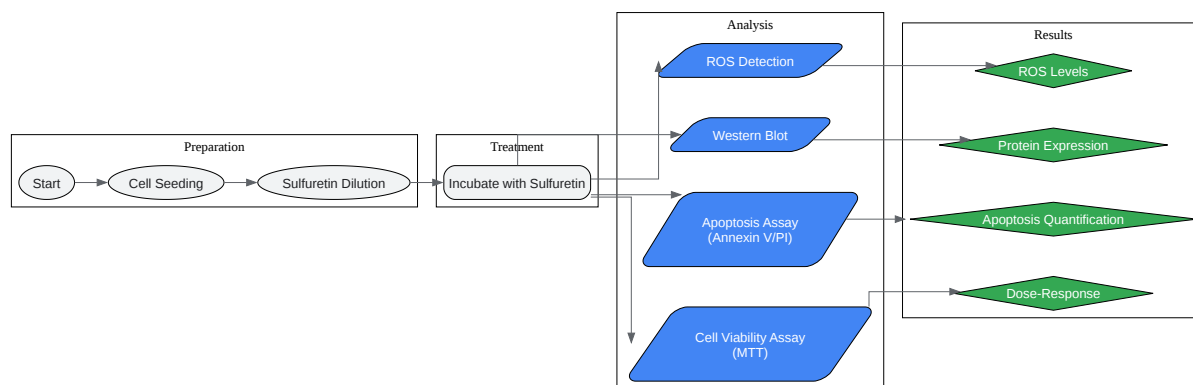 Preparation
Start
Cell Seeding
Sulfuretin Dilution
Treatment
Incubate with Sulfuretin
Analysis
ROS Detection
Western Blot
Apoptosis Assay
(Annexin V/PI)
Cell Viability Assay
(MTT)
Results
ROS Levels
Protein Expression
Apoptosis Quantification
Dose-Response